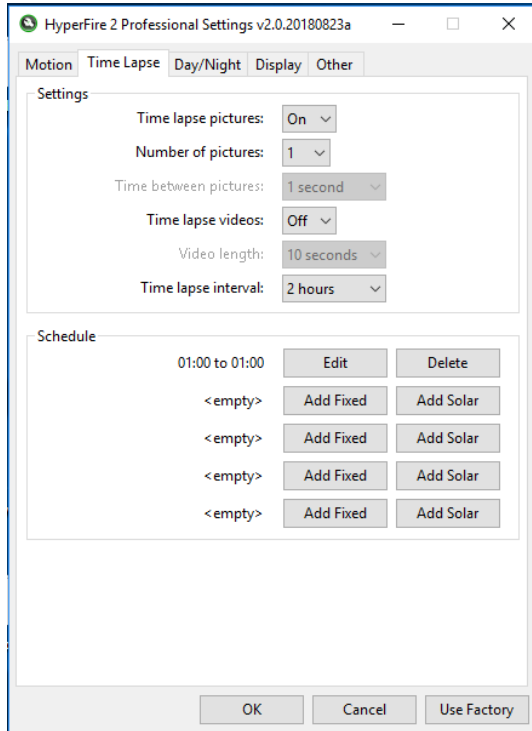 HyperFire 2 Professional Settings v2.0.20180823a
Motion Time Lapse Day/Night Display Other
Settings
Time lapse pictures: On
Number of pictures: 1
Time between pictures: 1 second
Time lapse videos: Off
Video length: 10 seconds
Time lapse interval: 2 hours
Schedule
01:00 to 01:00 Edit Delete
<empty> Add Fixed Add Solar
<empty> Add Fixed Add Solar
<empty> Add Fixed Add Solar
<empty> Add Fixed Add Solar
OK Cancel Use Factory